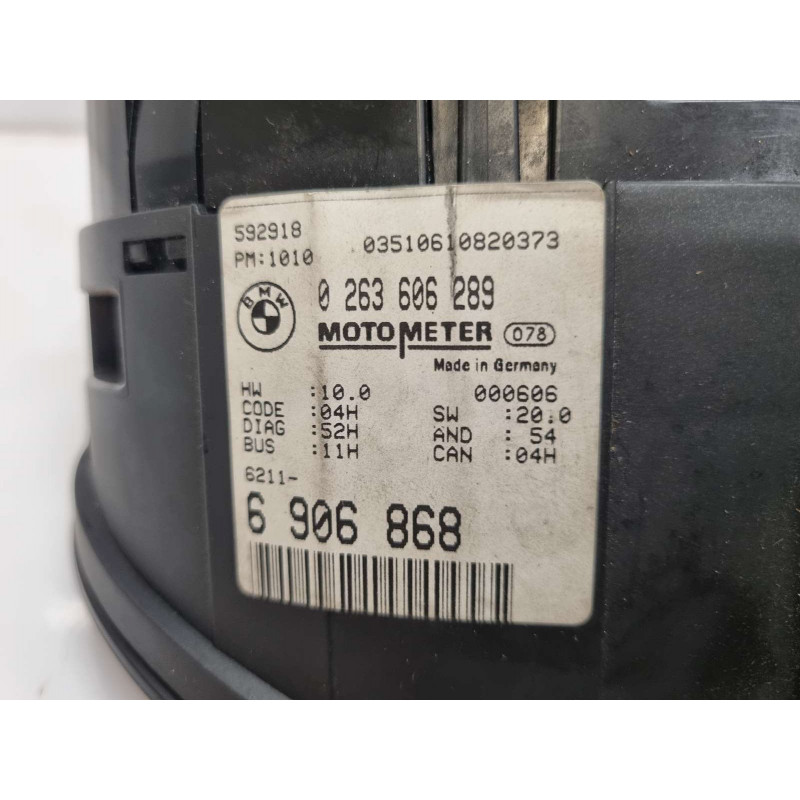 592918
03510610820373
PM:1010
BMW
0 263 606 289
MOTOMETER
078
Made in Germany
HW :10.0
000606
CODE :04H
SW :20.0
DIAG :52H
AND : 54
BUS :11H
CAN :04H
6211-
6 906 868